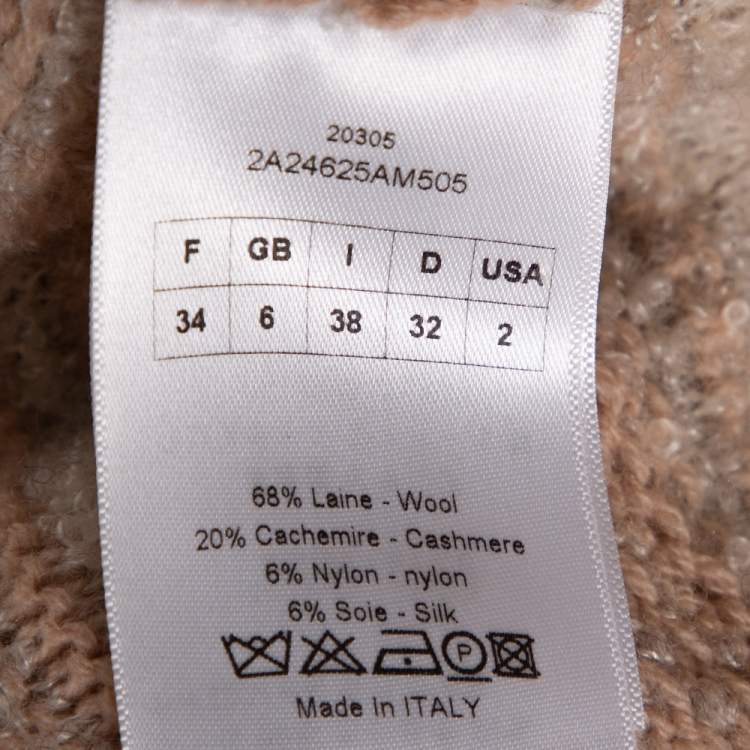 20305
2A24625AM505
F GB I D USA
34 6 38 32 2
68% Laine - Wool
20% Cachemire - Cashmere
6% Nylon - nylon
6% Soie - Silk
P
Made In ITALY